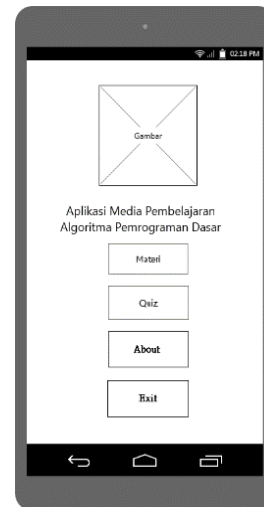 02:18 PM
Gambar
Aplikasi Media Pembelajaran
Algoritma Pemrograman Dasar
Materi
Quiz
About
Exit